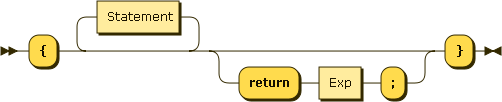 Statement
{ }
return Exp ;